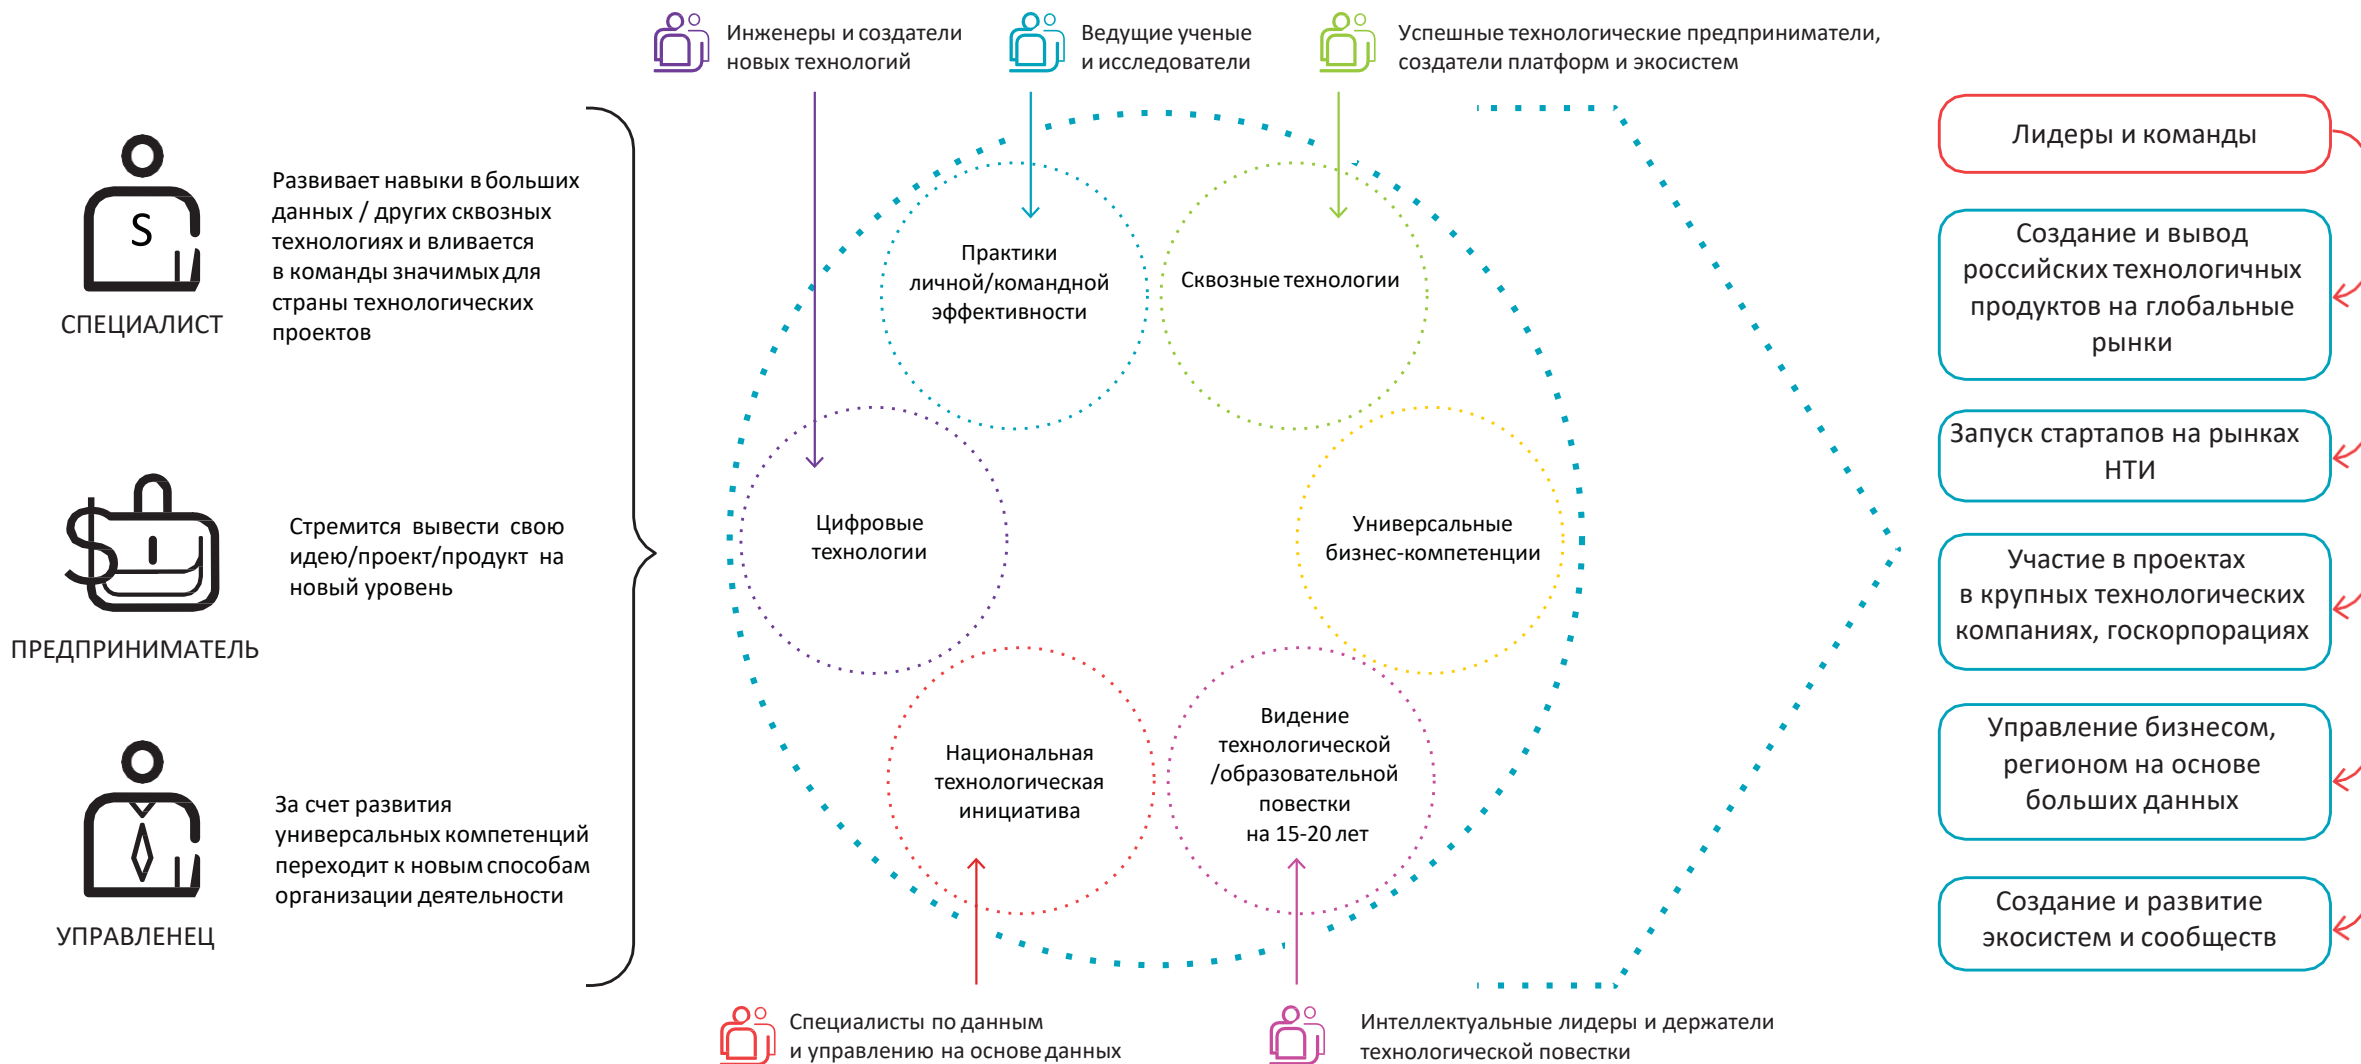 Инженеры и создатели
новых технологий
Ведущие ученые
и исследователи
Успешные технологические предприниматели,
создатели платформ и экосистем
S
СПЕЦИАЛИСТ
Развивает навыки в больших
данных / других сквозных
технологиях и вливается
в команды значимых для
страны технологических
проектов
$
ПРЕДПРИНИМАТЕЛЬ
Стремится вывести свою
идею/проект/продукт на
новый уровень
УПРАВЛЕНЕЦ
За счет развития
универсальных компетенций
переходит к новым способам
организации деятельности
Практики
личной/командной
эффективности
Сквозные технологии
Цифровые
технологии
Универсальные
бизнес-компетенции
Национальная
технологическая
инициатива
Видение
технологической
/образовательной
повестки
на 15-20 лет
Специалисты по данным
и управлению на основе данных
Интеллектуальные лидеры и держатели
технологической повестки
Лидеры и команды
Создание и вывод
российских технологичных
продуктов на глобальные
рынки
Запуск стартапов на рынках
НТИ
Участие в проектах
в крупных технологических
компаниях, госкорпорациях
Управление бизнесом,
регионом на основе
больших данных
Создание и развитие
экосистем и сообществ